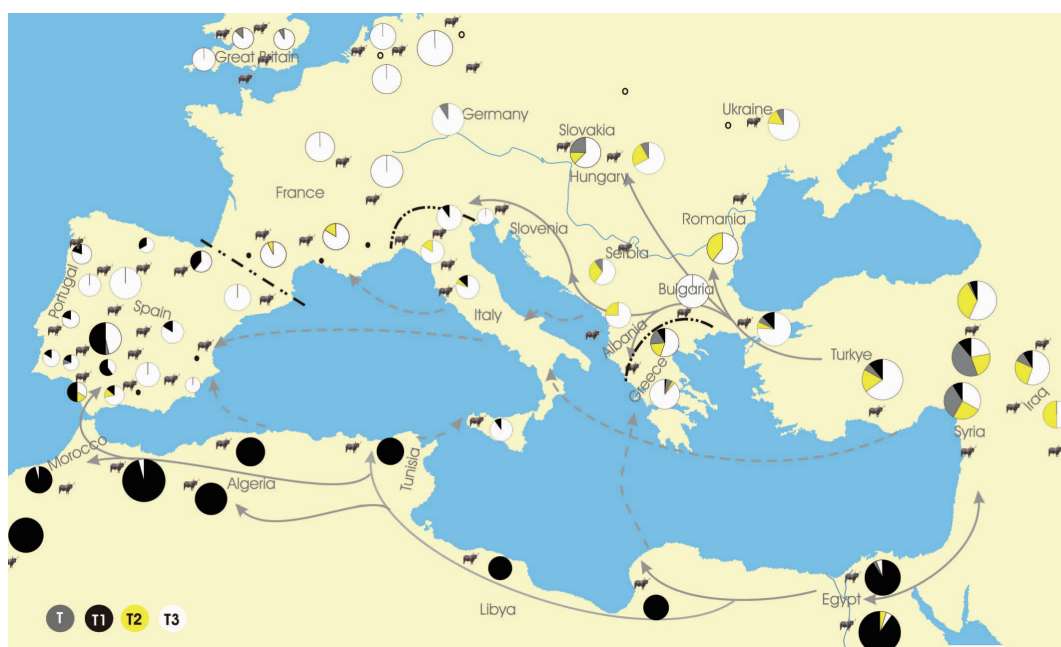 Great Britain
Germany
Ukraine
Slovakia
Hungary
France
Slovenia
Romania
Serbia
Portugal
Spain
Italy
Bulgaria
Albania
Greece
Turkye
Iraq
Syria
Morocco
Algeria
Tunisia
Libya
Egypt
T T1 T2 T3